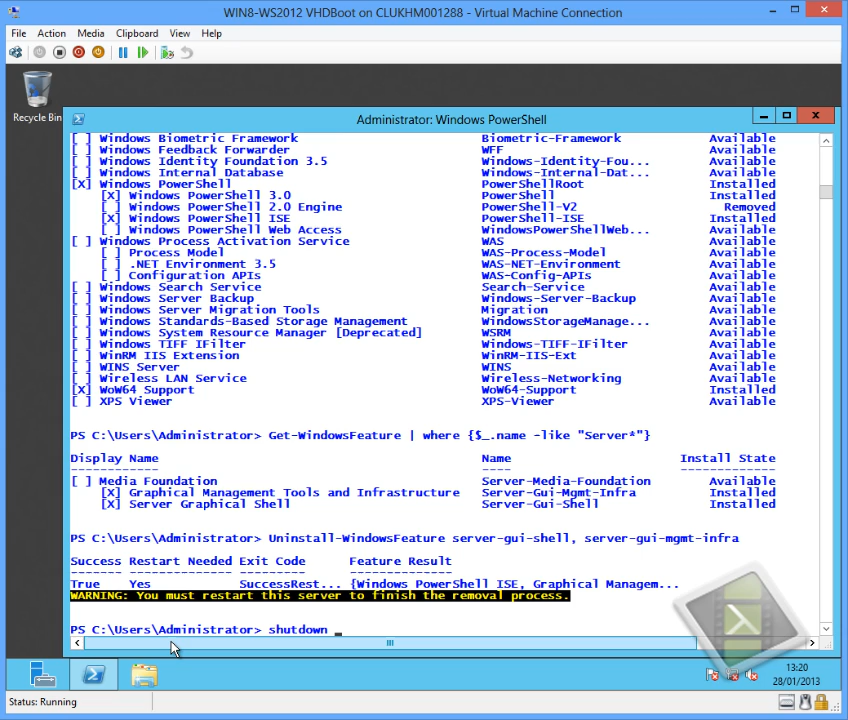 WIN8-WS2012 VHDBoot on CLUKHM001288 - Virtual Machine Connection
File Action Media Clipboard View Help
Recycle Bin
Administrator: Windows PowerShell
[ ] Windows Biometric Framework Biometric-Framework Available
[ ] Windows Feedback Forwarder WFF Available
[ ] Windows Identity Foundation 3.5 Windows-Identity-Fou... Available
[ ] Windows Internal Database Windows-Internal-Dat... Available
[X] Windows PowerShell PowerShellRoot Installed
[X] Windows PowerShell 3.0 PowerShell Installed
[ ] Windows PowerShell 2.0 Engine PowerShell-V2 Removed
[X] Windows PowerShell ISE PowerShell-ISE Installed
[ ] Windows PowerShell Web Access WindowsPowerShellWeb... Available
[ ] Windows Process Activation Service WAS Available
[ ] Process Model WAS-Process-Model Available
[ ] .NET Environment 3.5 WAS-NET-Environment Available
[ ] Configuration APIs WAS-Config-APIs Available
[ ] Windows Search Service Search-Service Available
[ ] Windows Server Backup Windows-Server-Backup Available
[ ] Windows Server Migration Tools Migration Available
[ ] Windows Standards-Based Storage Management WindowsStorageManage... Available
[ ] Windows System Resource Manager [Deprecated] WSRM Available
[ ] Windows TIFF IFilter Windows-TIFF-IFilter Available
[ ] WinRM IIS Extension WinRM-IIS-Ext Available
[ ] WINS Server WINS Available
[ ] Wireless LAN Service Wireless-Networking Available
[X] WoW64 Support WoW64-Support Installed
[ ] XPS Viewer XPS-Viewer Available
PS C:\Users\Administrator> Get-WindowsFeature | where {$_.name -like "Server*"}
Display Name Name Install State
------------ ---- -------------
[ ] Media Foundation Server-Media-Foundation Available
[X] Graphical Management Tools and Infrastructure Server-Gui-Mgmt-Infra Installed
[X] Server Graphical Shell Server-Gui-Shell Installed
PS C:\Users\Administrator> Uninstall-WindowsFeature server-gui-shell, server-gui-mgmt-infra
Success Restart Needed Exit Code Feature Result
------- -------------- --------- --------------
True Yes SuccessRest... {Windows PowerShell ISE, Graphical Managem...
WARNING: You must restart this server to finish the removal process.
PS C:\Users\Administrator> shutdown _
13:20
28/01/2013
Status: Running